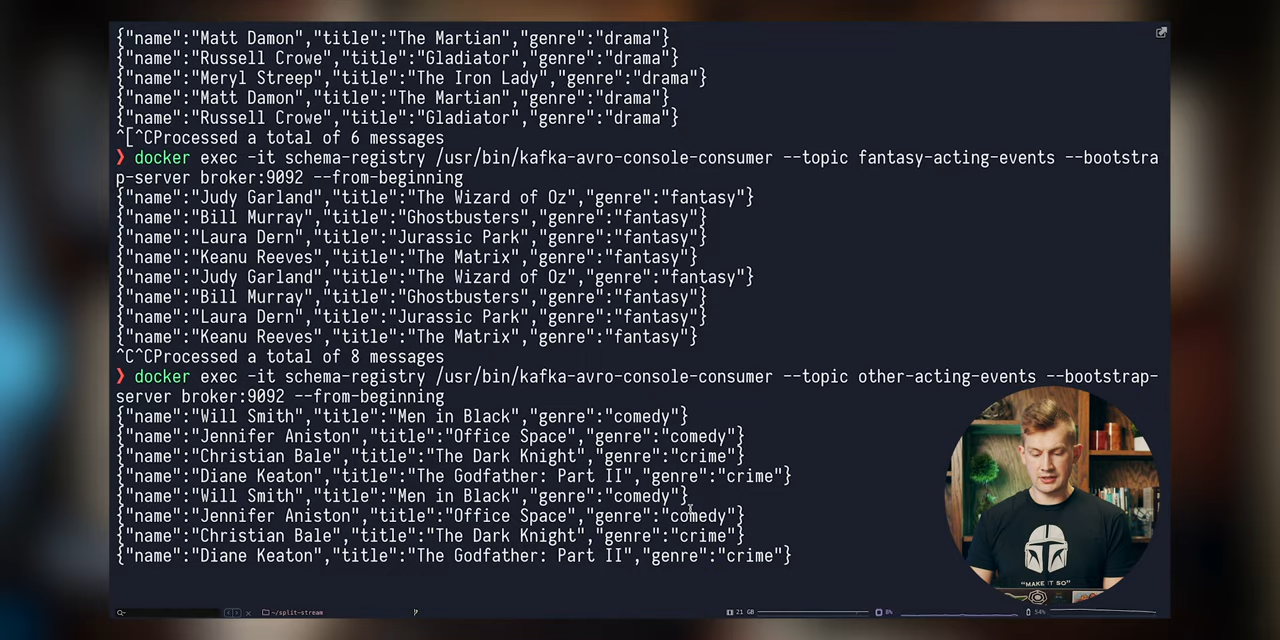 {"name":"Matt Damon","title":"The Martian","genre":"drama"}
{"name":"Russell Crowe","title":"Gladiator","genre":"drama"}
{"name":"Meryl Streep","title":"The Iron Lady","genre":"drama"}
{"name":"Matt Damon","title":"The Martian","genre":"drama"}
{"name":"Russell Crowe","title":"Gladiator","genre":"drama"}
^[^CProcessed a total of 6 messages
❯ docker exec -it schema-registry /usr/bin/kafka-avro-console-consumer --topic fantasy-acting-events --bootstra
p-server broker:9092 --from-beginning
{"name":"Judy Garland","title":"The Wizard of Oz","genre":"fantasy"}
{"name":"Bill Murray","title":"Ghostbusters","genre":"fantasy"}
{"name":"Laura Dern","title":"Jurassic Park","genre":"fantasy"}
{"name":"Keanu Reeves","title":"The Matrix","genre":"fantasy"}
{"name":"Judy Garland","title":"The Wizard of Oz","genre":"fantasy"}
{"name":"Bill Murray","title":"Ghostbusters","genre":"fantasy"}
{"name":"Laura Dern","title":"Jurassic Park","genre":"fantasy"}
{"name":"Keanu Reeves","title":"The Matrix","genre":"fantasy"}
^C^CProcessed a total of 8 messages
❯ docker exec -it schema-registry /usr/bin/kafka-avro-console-consumer --topic other-acting-events --bootstrap-
server broker:9092 --from-beginning
{"name":"Will Smith","title":"Men in Black","genre":"comedy"}
{"name":"Jennifer Aniston","title":"Office Space","genre":"comedy"}
{"name":"Christian Bale","title":"The Dark Knight","genre":"crime"}
{"name":"Diane Keaton","title":"The Godfather: Part II","genre":"crime"}
{"name":"Will Smith","title":"Men in Black","genre":"comedy"}
{"name":"Jennifer Aniston","title":"Office Space","genre":"comedy"}
{"name":"Christian Bale","title":"The Dark Knight","genre":"crime"}
{"name":"Diane Keaton","title":"The Godfather: Part II","genre":"crime"}
"MAKE IT SO"
~/split-stream
21 GB
8%
54%